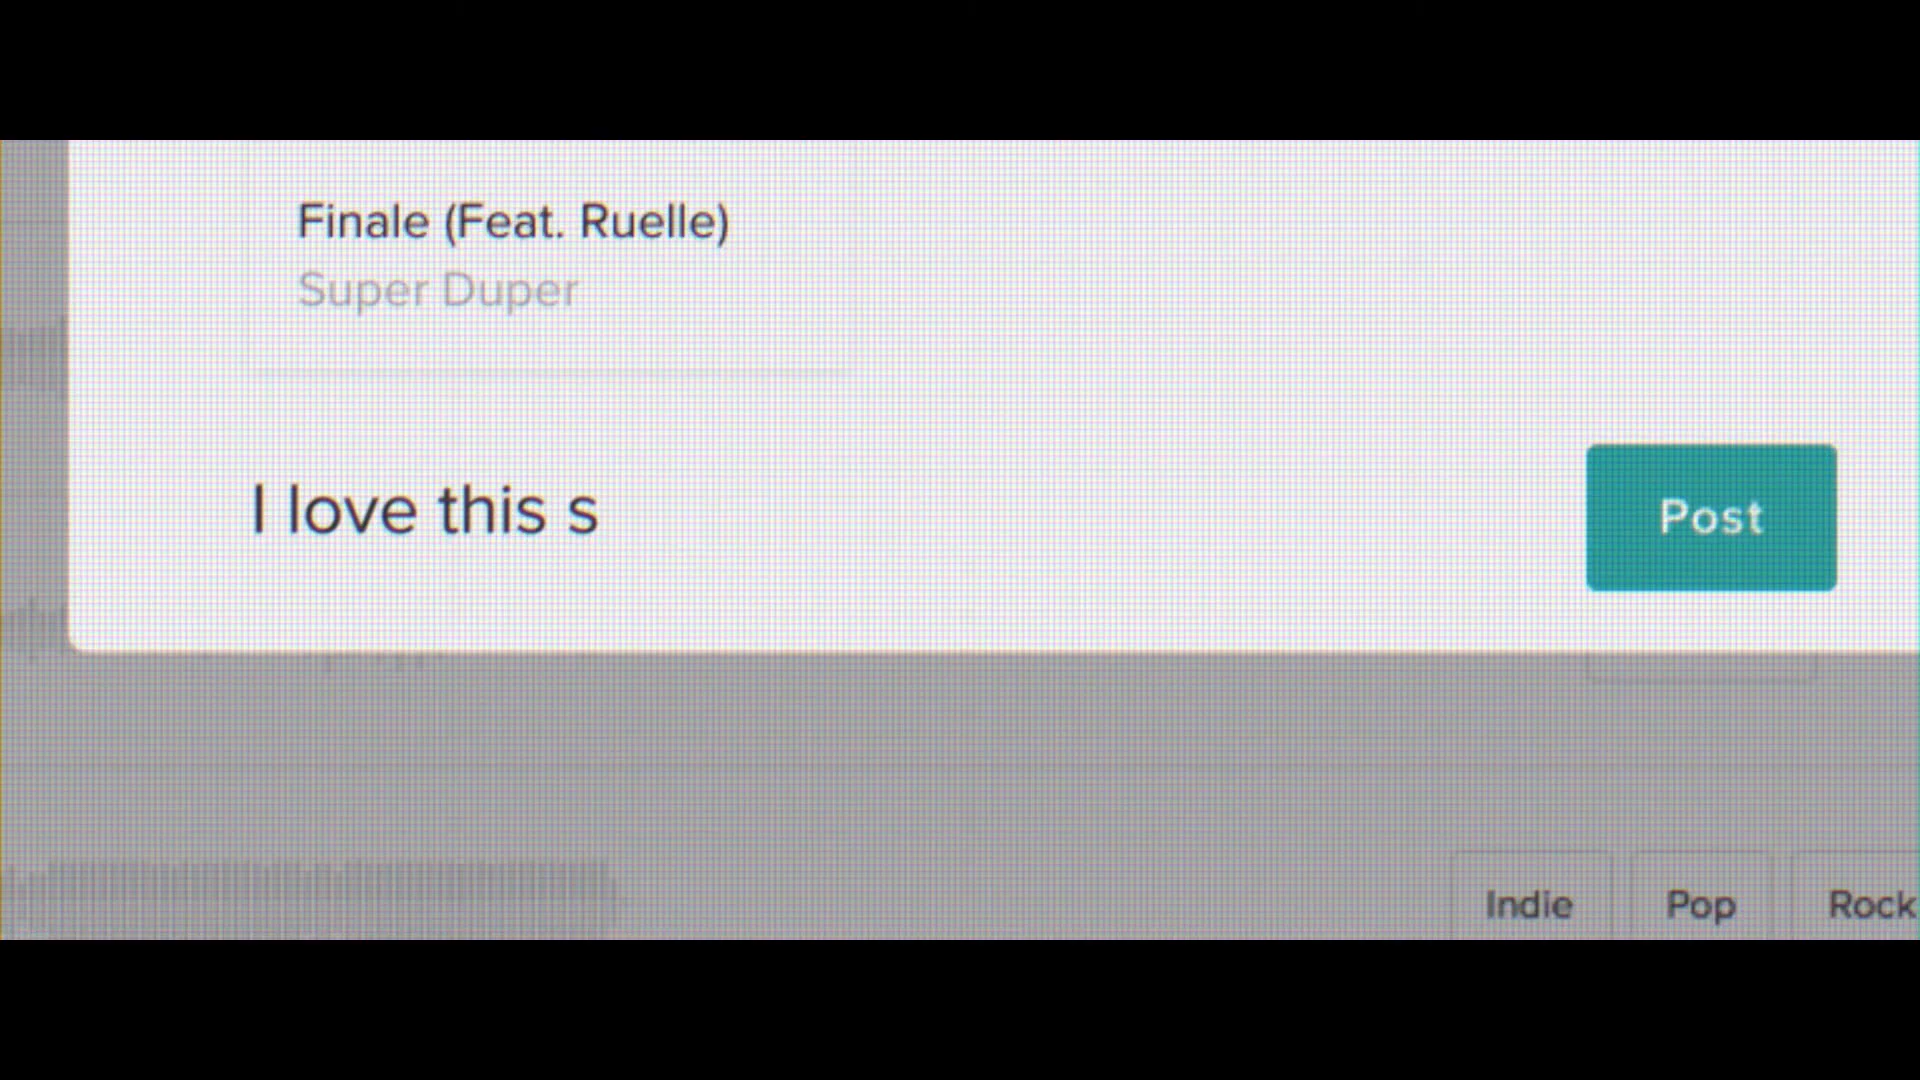 Finale (Feat. Ruelle)
Super Duper
I love this s
Post
Indie Pop Rock